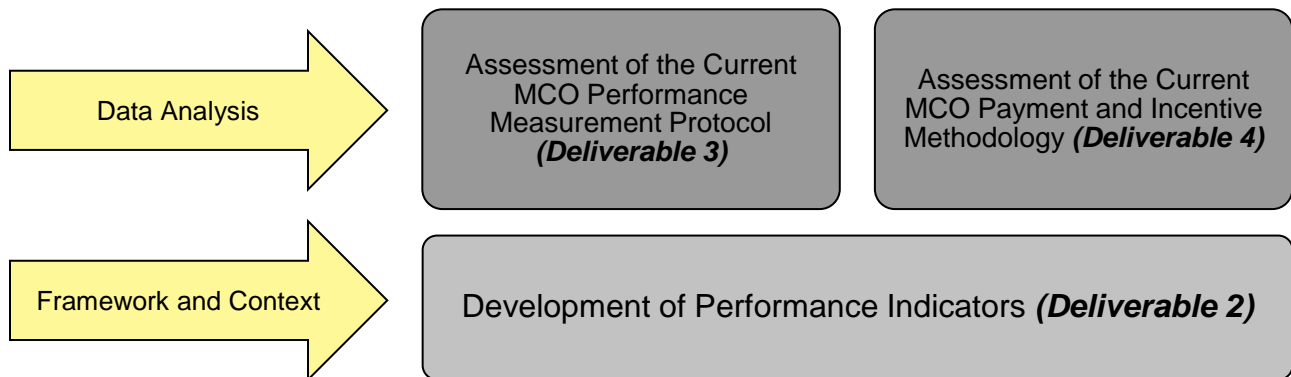 Data Analysis
Assessment of the Current
MCO Performance
Measurement Protocol
(Deliverable 3)
Assessment of the Current
MCO Payment and Incentive
Methodology (Deliverable 4)
Framework and Context
Development of Performance Indicators (Deliverable 2)